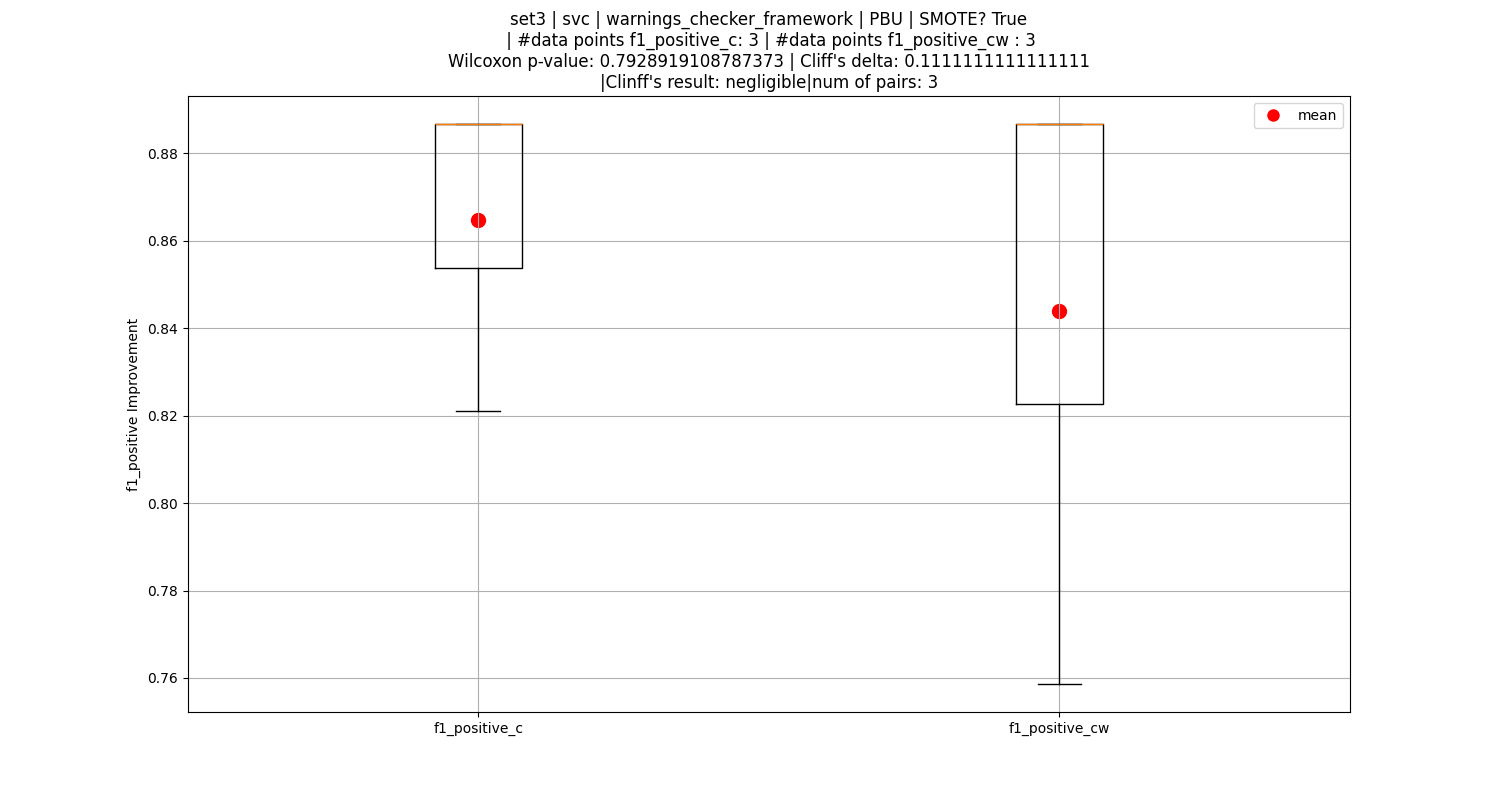 set3 | svc | warnings_checker_framework | PBU | SMOTE? True
| #data points f1_positive_c: 3 | #data points f1_positive_cw : 3
Wilcoxon p-value: 0.7928919108787373 | Cliff's delta: 0.1111111111111111
|Clinff's result: negligible|num of pairs: 3
mean
0.88
0.86
0.84
0.82
0.80
0.78
0.76
f1_positive Improvement
f1_positive_c
f1_positive_cw